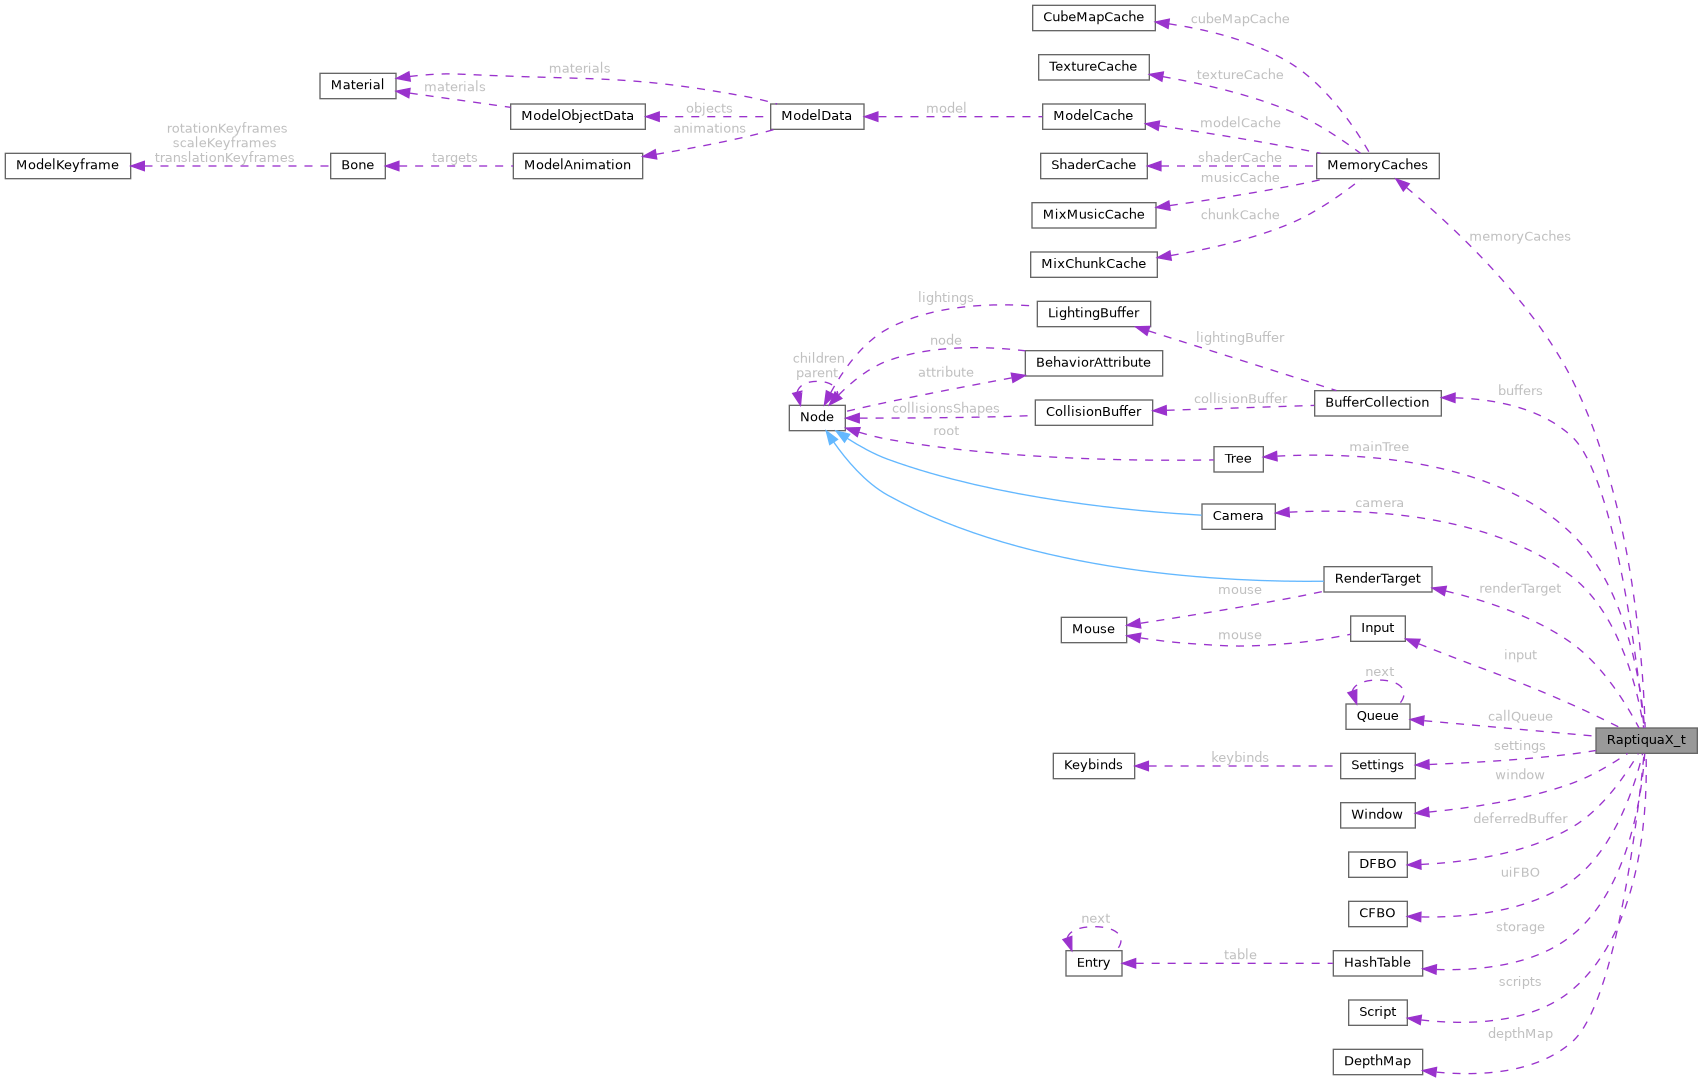 CubeMapCache
cubeMapCache
TextureCache
textureCache
materials
Material
materials
ModelObjectData
objects
ModelData
model
ModelCache
modelCache
rotationKeyframes
scaleKeyframes
translationKeyframes
animations
ModelKeyframe
Bone
targets
ModelAnimation
ShaderCache
shaderCache
MemoryCaches
musicCache
MixMusicCache
chunkCache
MixChunkCache
memoryCaches
lightings
LightingBuffer
lightingBuffer
node
BehaviorAttribute
children
parent
attribute
buffers
BufferCollection
collisionBuffer
Node
collisionsShapes
CollisionBuffer
root
Tree
mainTree
camera
Camera
RenderTarget
renderTarget
mouse
Mouse
mouse
Input
input
next
Queue
callQueue
RaptiquaX_t
settings
Keybinds
keybinds
Settings
window
Window
deferredBuffer
DFBO
uiFBO
CFBO
next
storage
Entry
table
HashTable
scripts
Script
depthMap
DepthMap